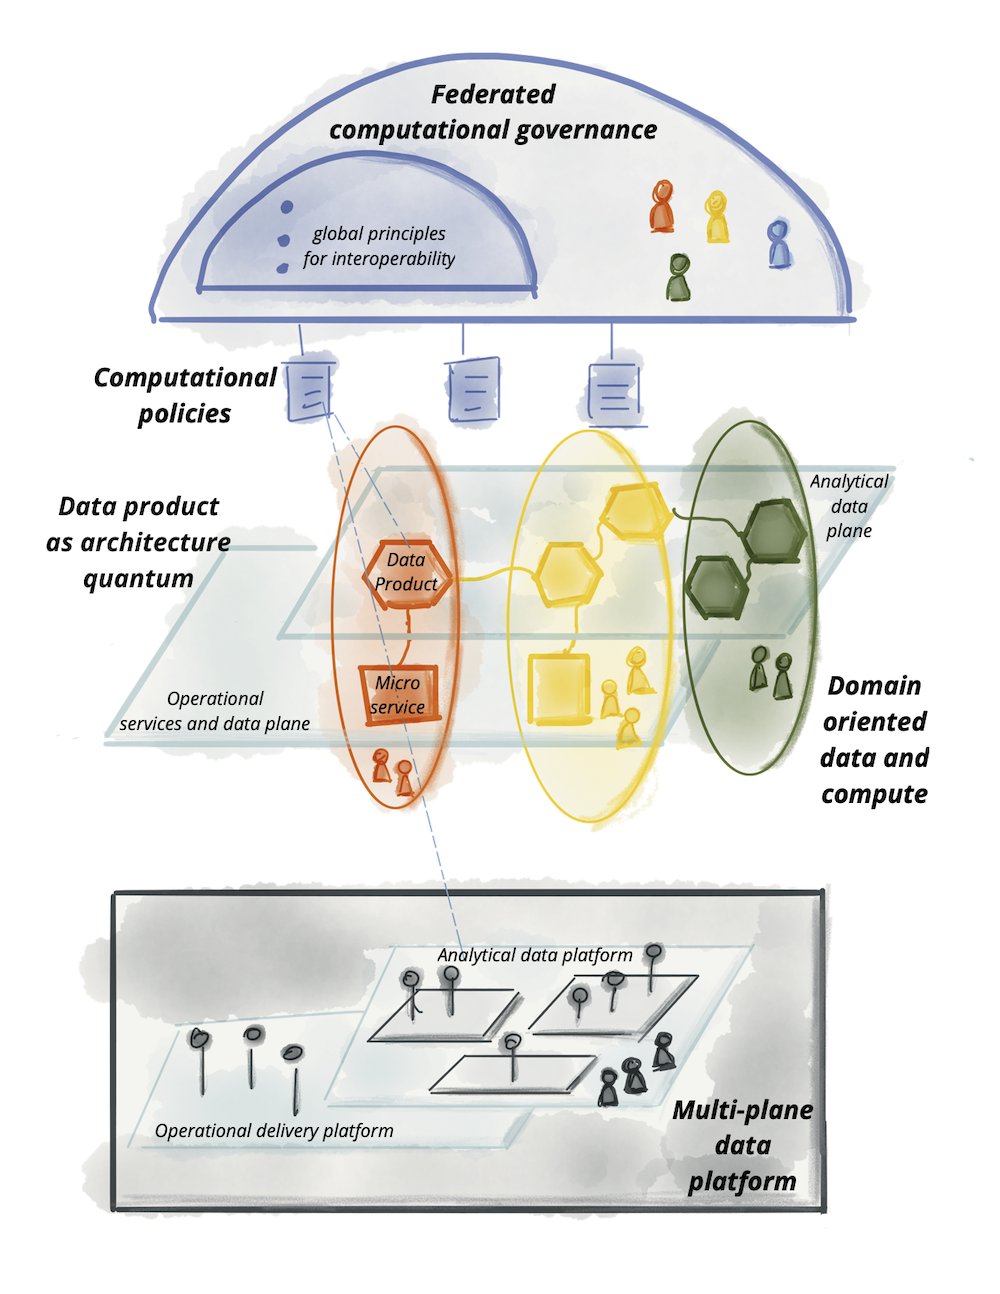 Federated
computational governance
global principles
for interoperability
Computational
policies
Data product
as architecture
quantum
Analytical
data
plane
Data
Product
Micro
service
Operational
services and data plane
Domain
oriented
data and
compute
Analytical data platform
Operational delivery platform
Multi-plane
data
platform